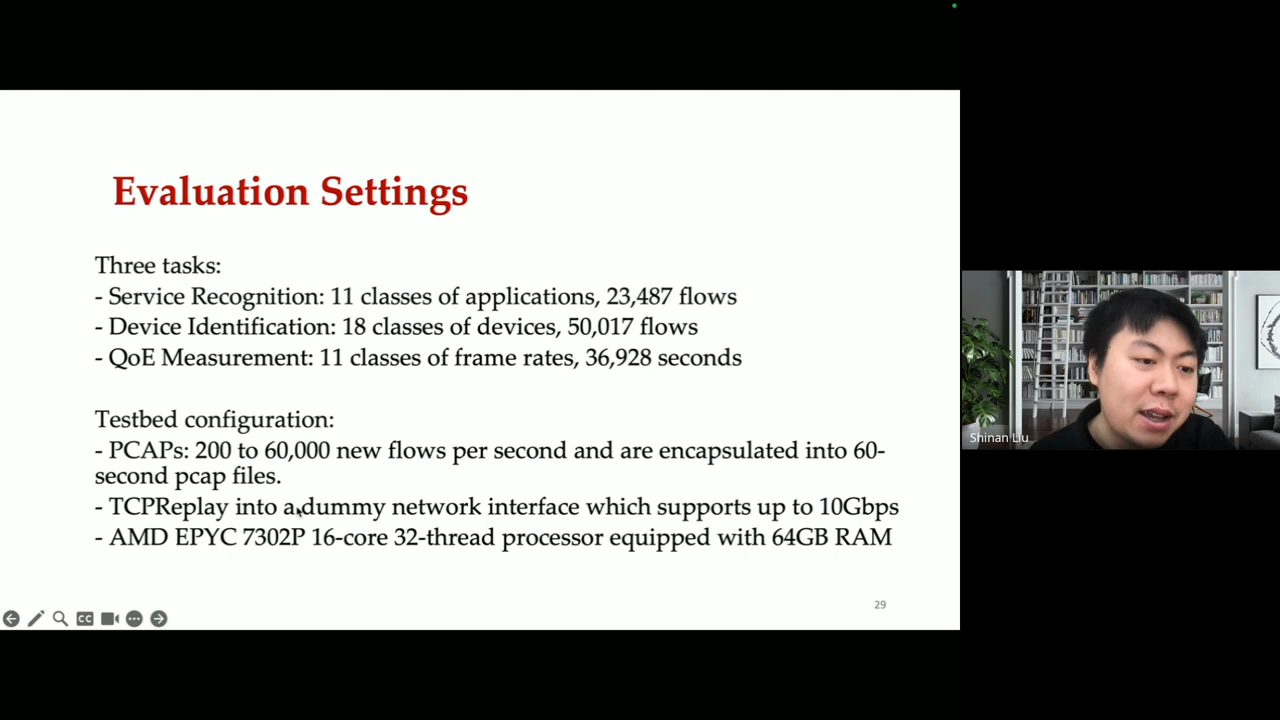 Evaluation Settings
Three tasks:
- Service Recognition: 11 classes of applications, 23,487 flows
- Device Identification: 18 classes of devices, 50,017 flows
- QoE Measurement: 11 classes of frame rates, 36,928 seconds
Testbed configuration:
- PCAPs: 200 to 60,000 new flows per second and are encapsulated into 60-
second pcap files.
- TCPReplay into a dummy network interface which supports up to 10Gbps
- AMD EPYC 7302P 16-core 32-thread processor equipped with 64GB RAM
29
CC
Shinan Liu